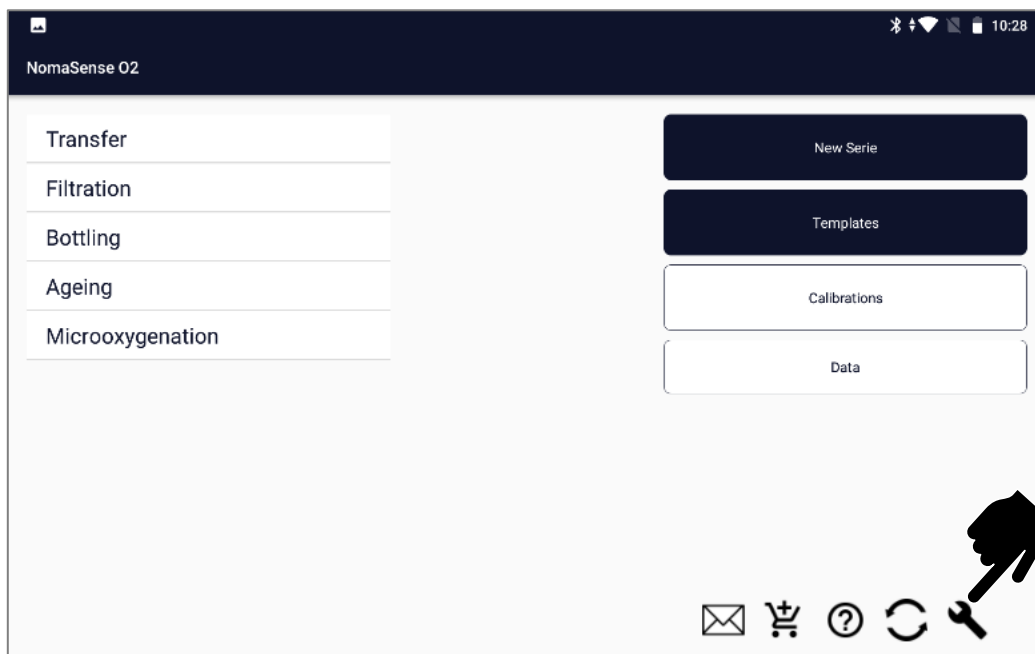 10:28
NomaSense O2
Transfer
Filtration
Bottling
Ageing
Microoxygenation
New Serie
Templates
Calibrations
Data